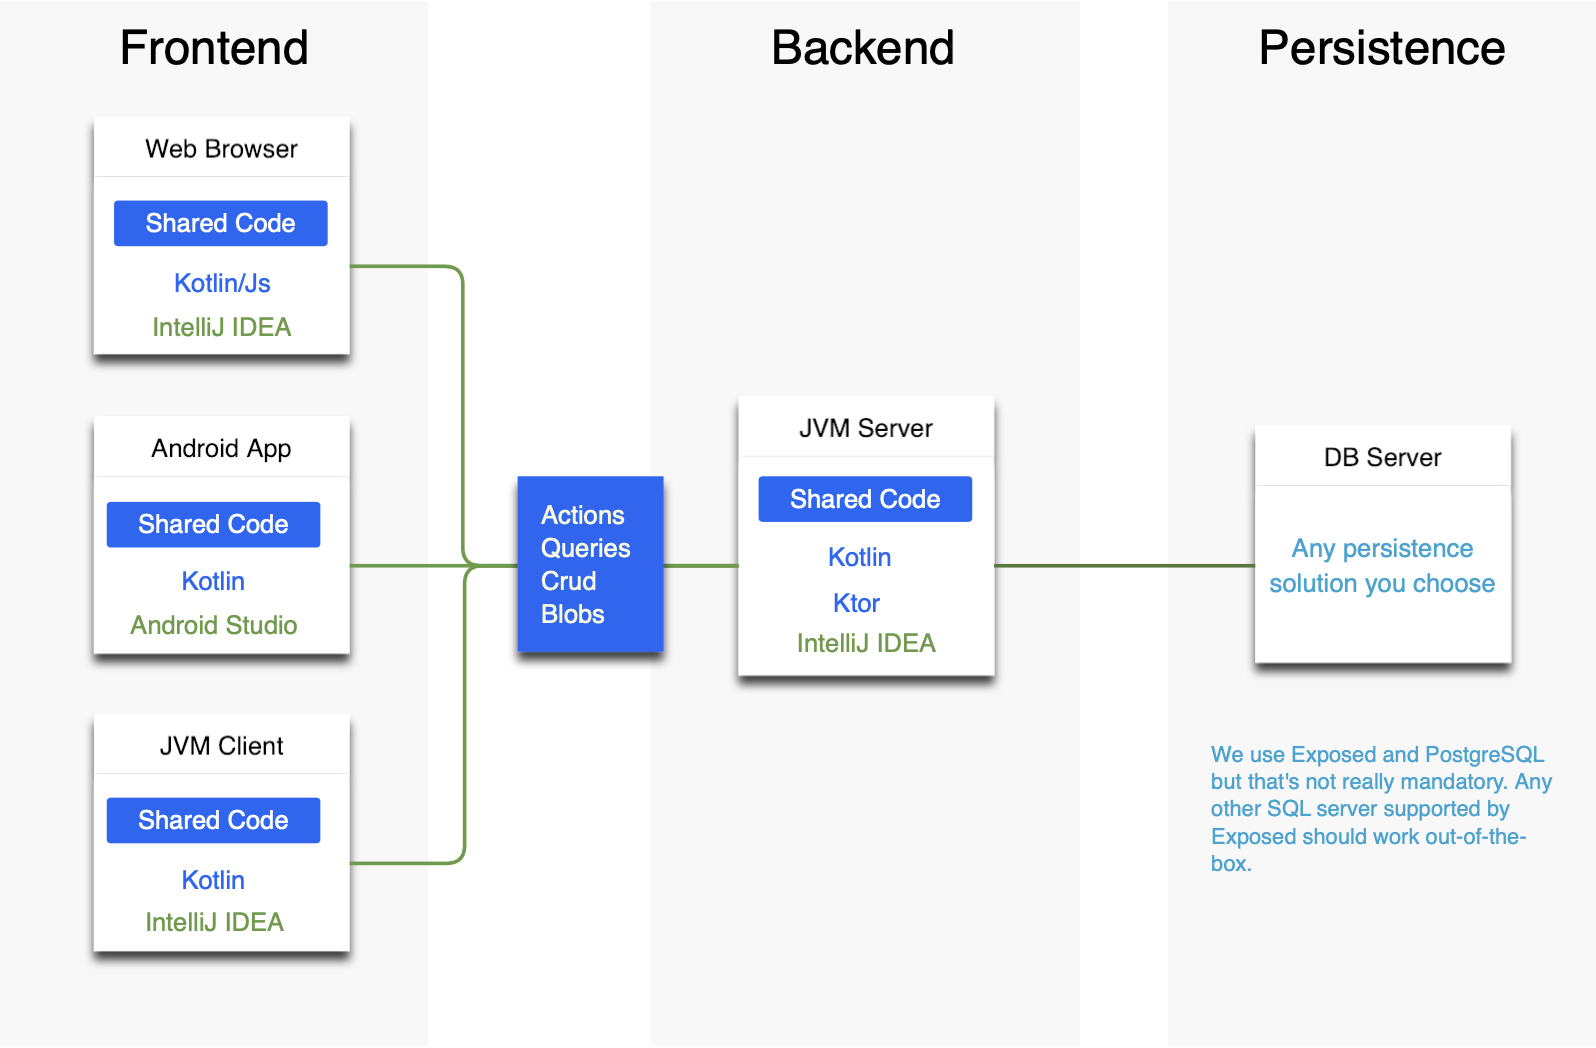 Frontend
Backend
Persistence
Web Browser
Shared Code
Kotlin/Js
IntelliJ IDEA
Android App
Shared Code
Kotlin
Android Studio
JVM Client
Shared Code
Kotlin
IntelliJ IDEA
Actions
Queries
Crud
Blobs
JVM Server
Shared Code
Kotlin
Ktor
IntelliJ IDEA
DB Server
Any persistence
solution you choose
We use Exposed and PostgreSQL
but that's not really mandatory. Any
other SQL server supported by
Exposed should work out-of-the-
box.